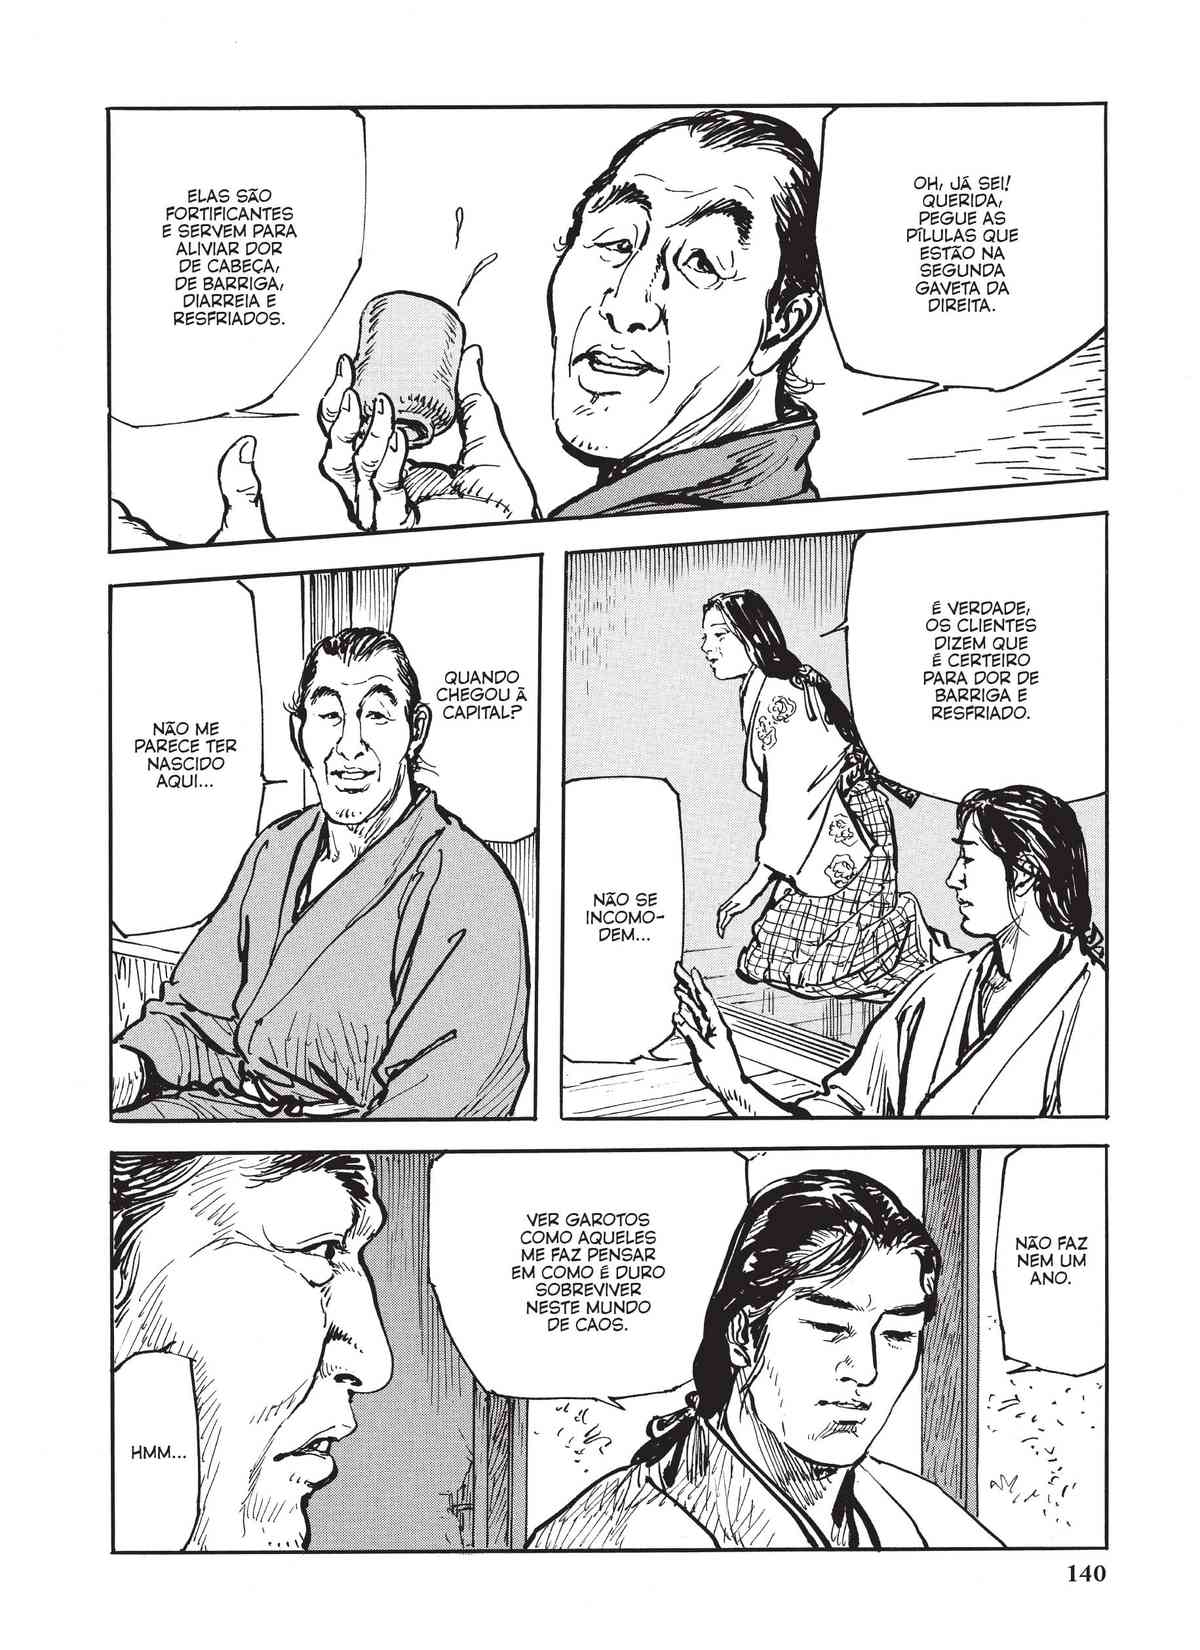 OH, JÁ SEI!
QUERIDA,
PEGUE AS
PÍLULAS QUE
ESTÃO NA
SEGUNDA
GAVETA DA
DIREITA.
ELAS SÃO
FORTIFICANTES
E SERVEM PARA
ALIVIAR DOR
DE CABEÇA,
DE BARRIGA,
DIARREIA E
RESFRIADOS.
É VERDADE,
OS CLIENTES
DIZEM QUE
É CERTEIRO
PARA DOR DE
BARRIGA E
RESFRIADO.
NÃO SE
INCOMO-
DEM...
QUANDO
CHEGOU À
CAPITAL?
NÃO ME
PARECE TER
NASCIDO
AQUI...
NÃO FAZ
NEM UM
ANO.
VER GAROTOS
COMO AQUELES
ME FAZ PENSAR
EM COMO É DURO
SOBREVIVER
NESTE MUNDO
DE CAOS.
HMM...
140